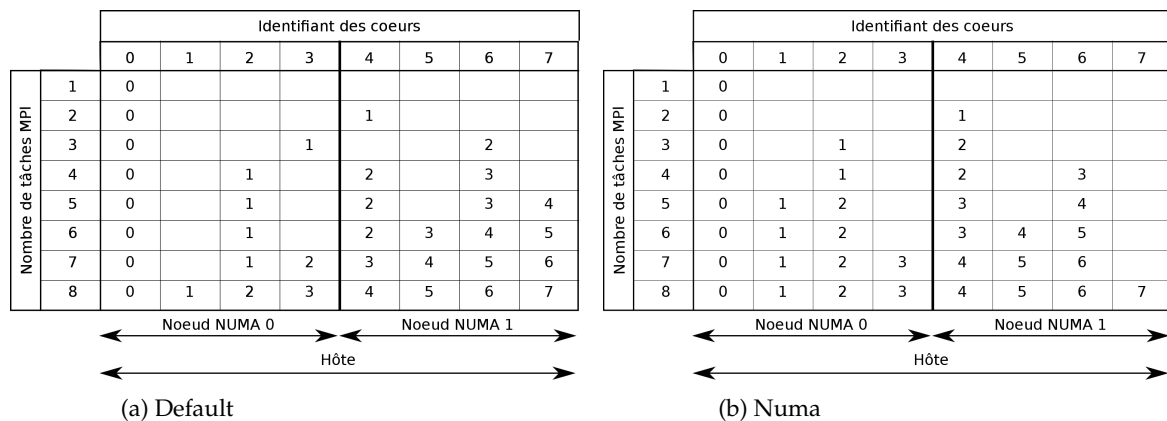 Identifiant des coeurs
0 1 2 3 4 5 6 7
Nombre de tâches MPI
1 0
2 0 1
3 0 1 2
4 0 1 2 3
5 0 1 2 3 4
6 0 1 2 3 4 5
7 0 1 2 3 4 5 6
8 0 1 2 3 4 5 6 7
Noeud NUMA 0 Noeud NUMA 1
Hôte
(a) Default
Identifiant des coeurs
0 1 2 3 4 5 6 7
Nombre de tâches MPI
1 0
2 0 1
3 0 1 2
4 0 1 2 3
5 0 1 2 3 4
6 0 1 2 3 4 5
7 0 1 2 3 4 5 6
8 0 1 2 3 4 5 6 7
Noeud NUMA 0 Noeud NUMA 1
Hôte
(b) Numa